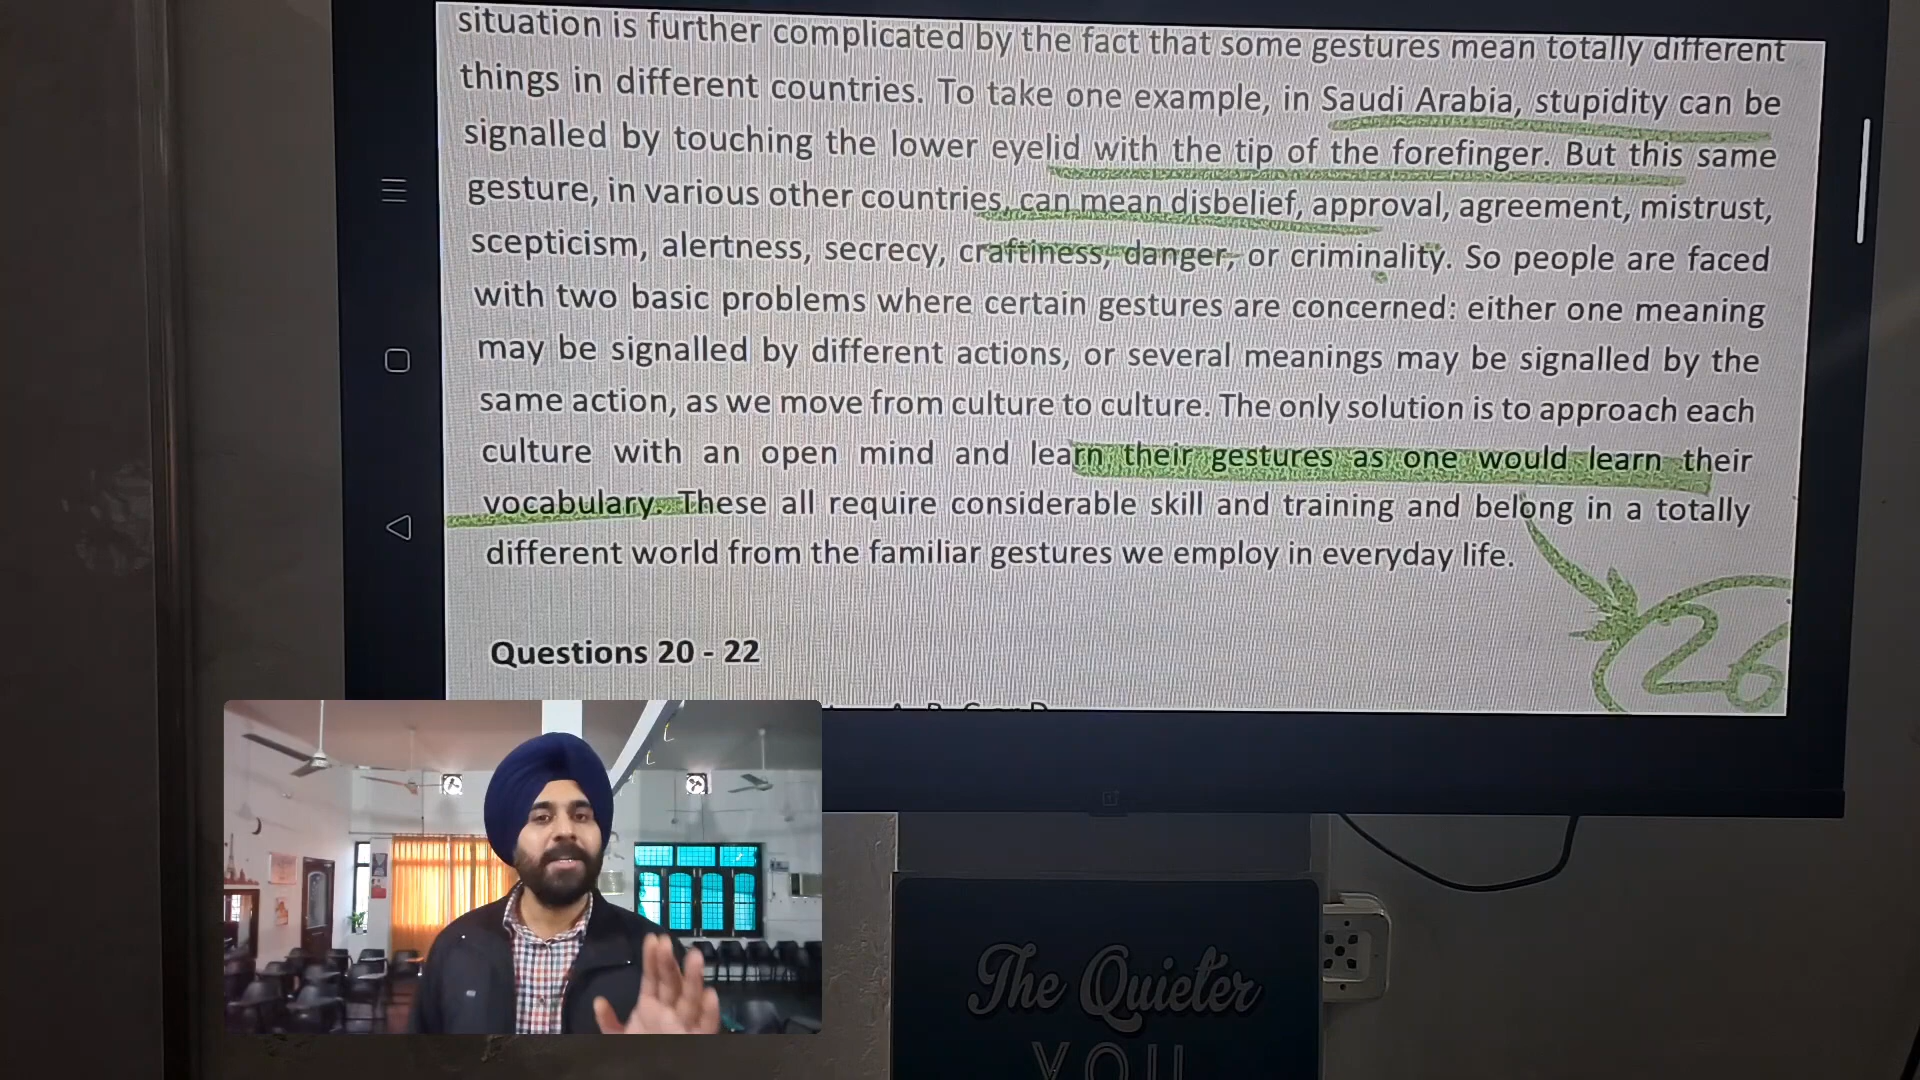 situation is further complicated by the fact that some gestures mean totally different
things in different countries. To take one example, in Saudi Arabia, stupidity can be
signalled by touching the lower eyelid with the tip of the forefinger. But this same
gesture, in various other countries, can mean disbelief, approval, agreement, mistrust,
scepticism, alertness, secrecy, craftiness, danger, or criminality. So people are faced
with two basic problems where certain gestures are concerned: either one meaning
may be signalled by different actions, or several meanings may be signalled by the
same action, as we move from culture to culture. The only solution is to approach each
culture with an open mind and learn their gestures as one would learn their
vocabulary. These all require considerable skill and training and belong in a totally
different world from the familiar gestures we employ in everyday life.
26
Questions 20 - 22
The Quieter
YOU